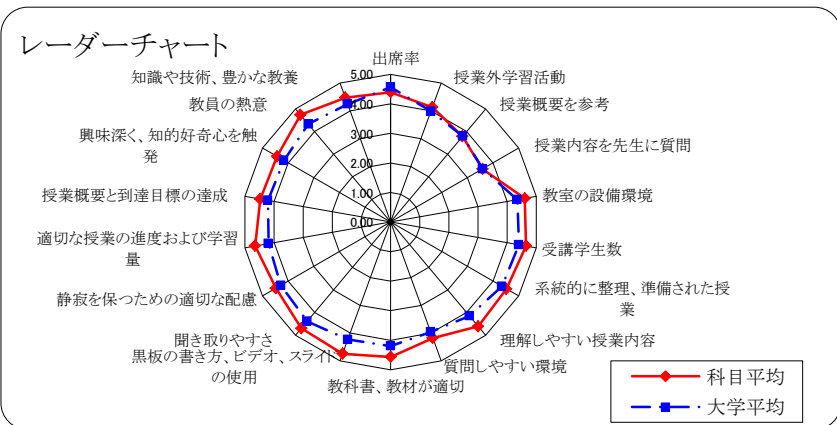 レーダーチャート
出席率
授業外学習活動
授業概要を参考
授業内容を先生に質問
教室の設備環境
受講学生数
系統的に整理、準備された授
業
理解しやすい授業内容
質問しやすい環境
教科書、教材が適切
黒板の書き方、ビデオ、スライド
の使用
聞き取りやすさ
静寂を保つための適切な配慮
適切な授業の進度および学習
量
授業概要と到達目標の達成
興味深く、知的好奇心を触
発
教員の熱意
知識や技術、豊かな教養
5.00
4.00
3.00
2.00
1.00
0.00
科目平均
大学平均